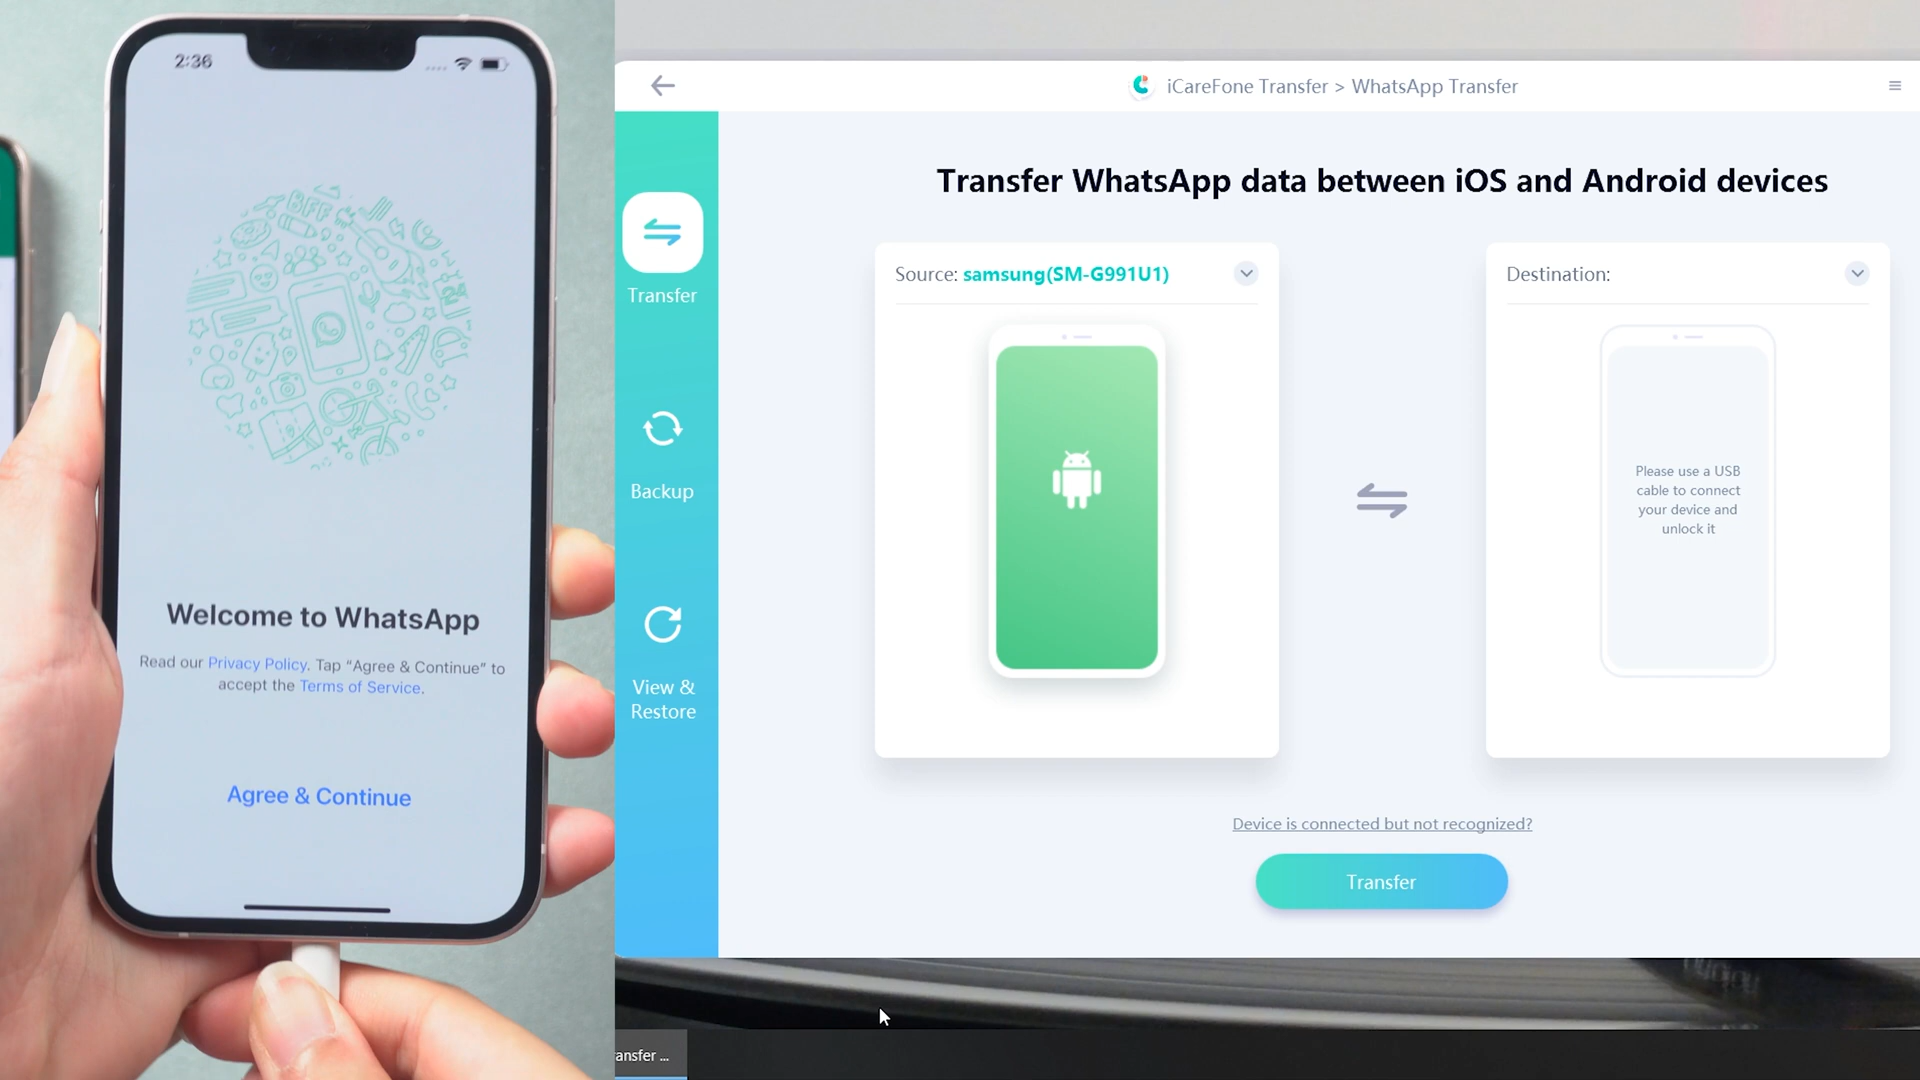 2:36
BFF
Welcome to WhatsApp
Read our Privacy Policy. Tap “Agree & Continue” to
accept the Terms of Service.
Agree & Continue
iCareFone Transfer > WhatsApp Transfer
Transfer
Backup
View &
Restore
Transfer WhatsApp data between iOS and Android devices
Source: samsung(SM-G991U1)
Destination:
Please use a USB
cable to connect
your device and
unlock it
Device is connected but not recognized?
Transfer
ansfer ...